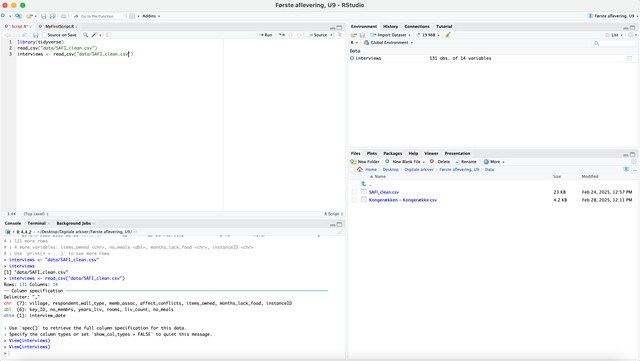 Første aflevering, U9 - RStudio
Go to file/function
Addins
Første aflevering, U9
Script.R*
MyFirstScript.R
Source on Save
Run
Source
1 library(tidyverse)
2 read_csv("data/SAFI_clean.csv")
3 interviews <- read_csv("data/SAFI_clean.csv")
3:44
(Top Level)
R Script
Console
Terminal
Background Jobs
R 4.4.2 · ~/Desktop/Digitale arkiver/Første aflevering, U9/
# ℹ 121 more rows
# ℹ 4 more variables: items_owned <chr>, no_meals <dbl>, months_lack_food <chr>, instanceID <chr>
# ℹ Use `print(n = ...)` to see more rows
> interviews <- "data/SAFI_clean.csv"
> interviews
[1] "data/SAFI_clean.csv"
> interviews <- read_csv("data/SAFI_clean.csv")
Rows: 131 Columns: 14
── Column specification
Delimiter: ","
chr (7): village, respondent_wall_type, memb_assoc, affect_conflicts, items_owned, months_lack_food, instanceID
dbl (6): key_ID, no_membrs, years_liv, rooms, liv_count, no_meals
dttm (1): interview_date
ℹ Use `spec()` to retrieve the full column specification for this data.
ℹ Specify the column types or set `show_col_types = FALSE` to quiet this message.
> View(interviews)
> View(interviews)
>
Environment
History
Connections
Tutorial
Import Dataset
19 MiB
List
R
Global Environment
Data
interviews
131 obs. of 14 variables
Files
Plots
Packages
Help
Viewer
Presentation
New Folder
New Blank File
Delete
Rename
More
Home
Desktop
Digitale arkiver
Første aflevering, U9
Data
Name
Size
Modified
..
SAFI_clean.csv
23 KB
Feb 24, 2025, 12:57 PM
Kongerækken - Kongerække.csv
4.2 KB
Feb 28, 2025, 12:11 PM